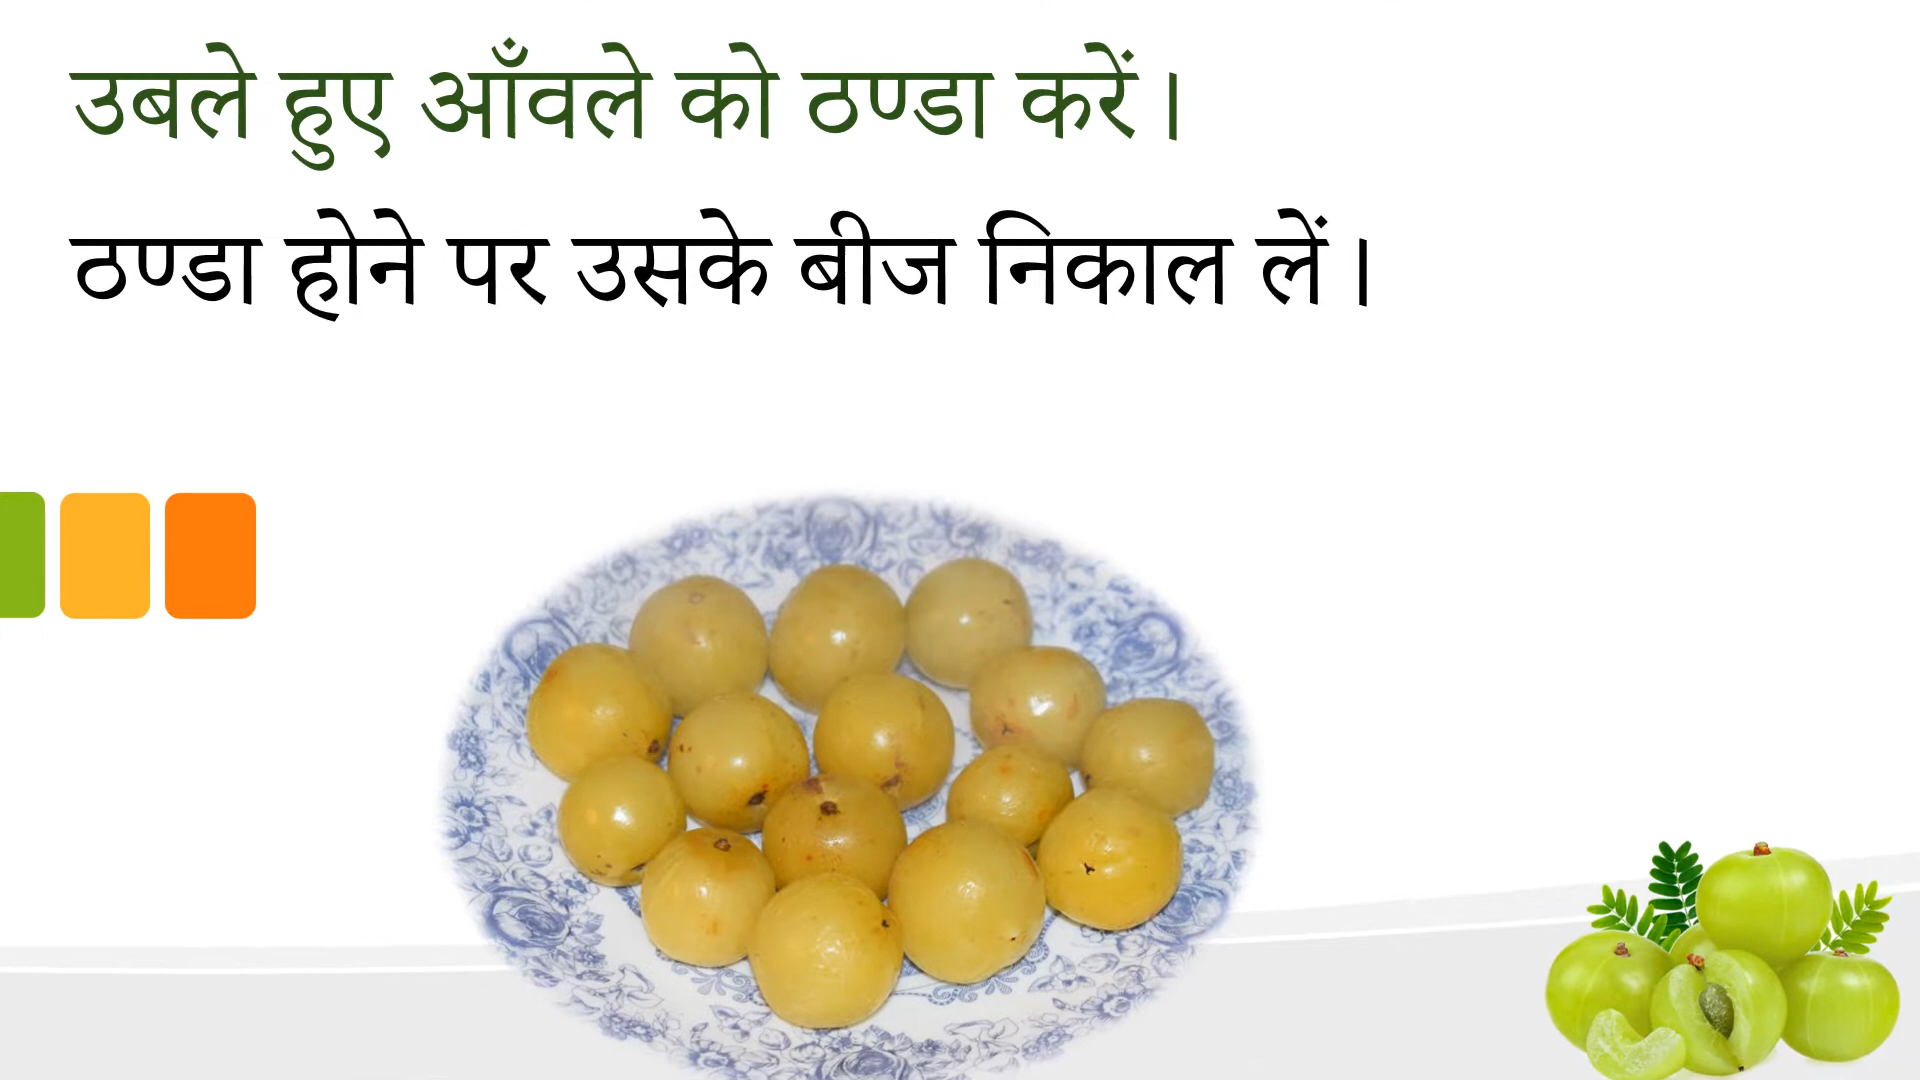 उबले हुए आँवले को ठण्डा करें।
ठण्डा होने पर उसके बीज निकाल लें।